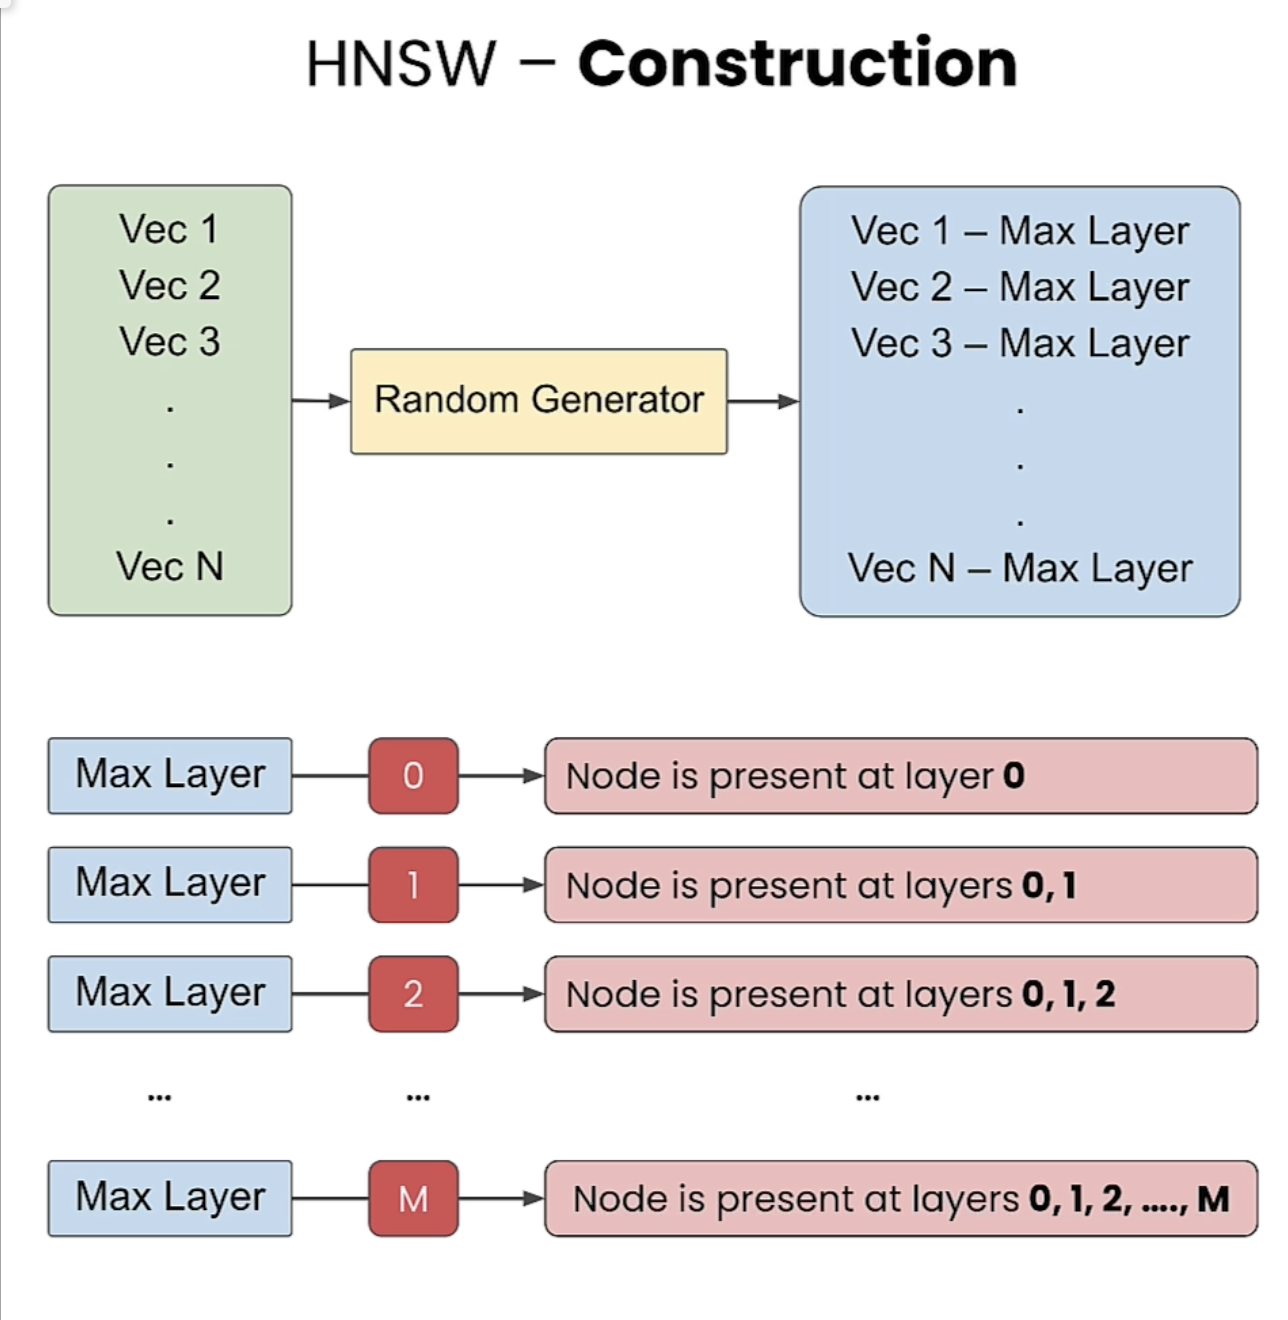 HNSW – Construction
Vec 1
Vec 2
Vec 3
.
.
.
Vec N
Random Generator
Vec 1 – Max Layer
Vec 2 – Max Layer
Vec 3 – Max Layer
.
.
.
Vec N – Max Layer
Max Layer 0 Node is present at layer 0
Max Layer 1 Node is present at layers 0, 1
Max Layer 2 Node is present at layers 0, 1, 2
... ... ...
Max Layer M Node is present at layers 0, 1, 2, ...., M